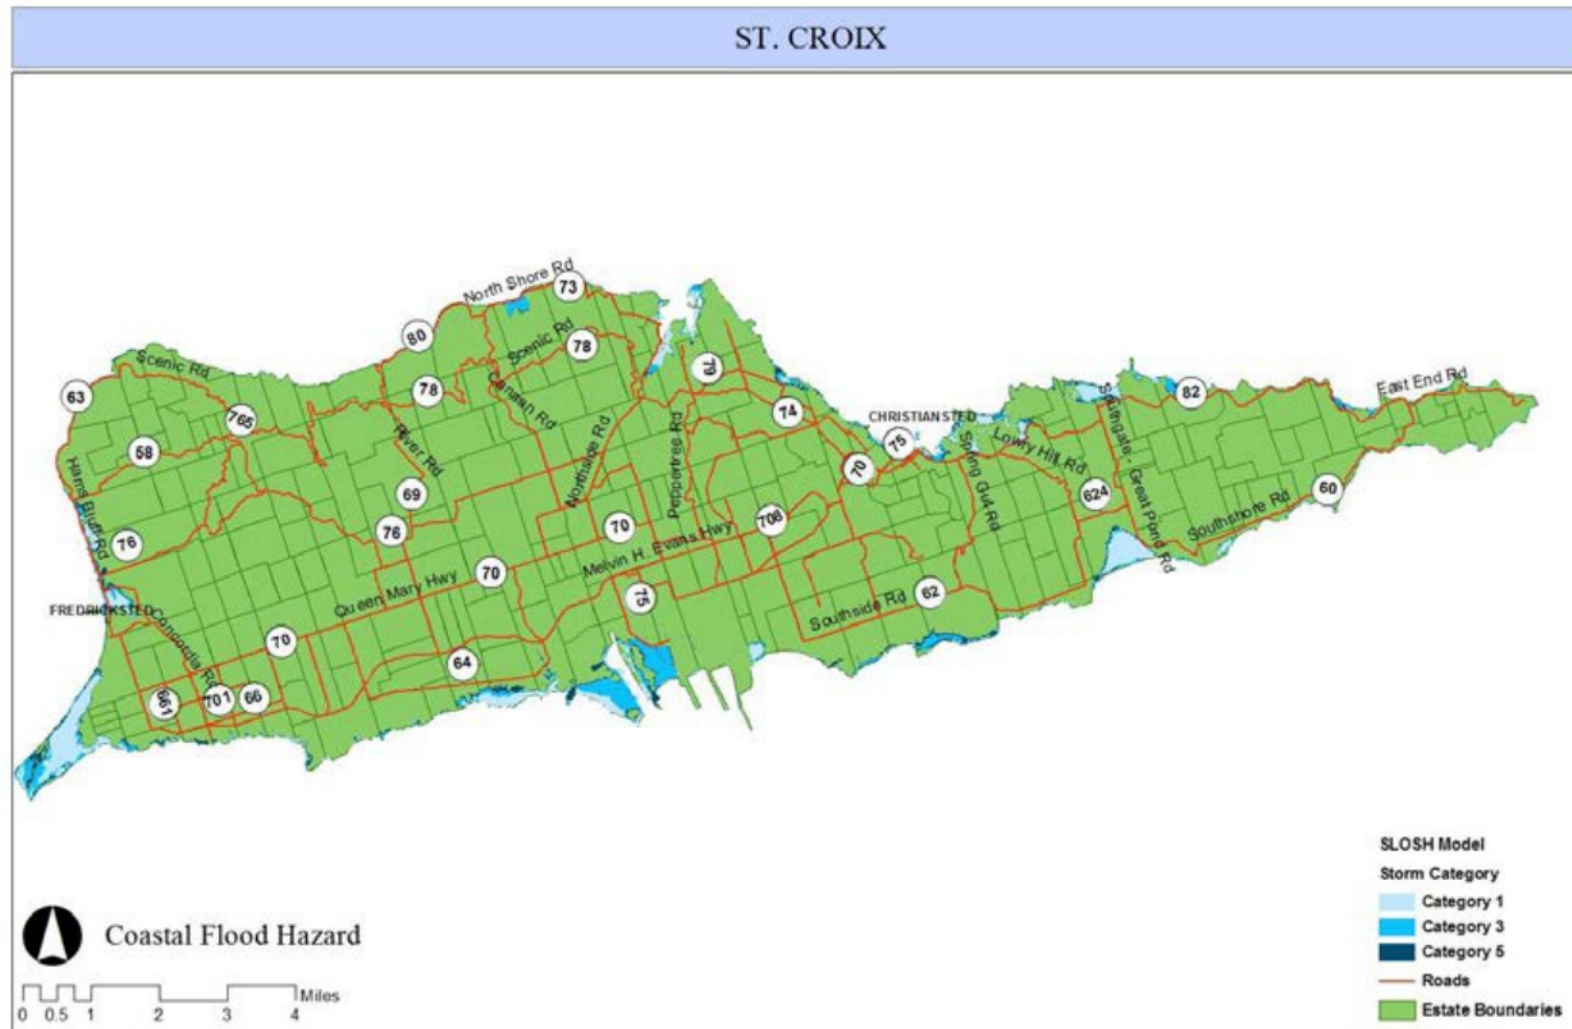 ST. CROIX
North Shore Rd
73
80
Scenic Rd
78
Scenic Rd
63
78
79
765
Canaan Rd
74
82
East End Rd
CHRISTIANSTED
75
58
River Rd
Northside Rd
Peppertree Rd
70
Spring Gut Rd
Lowry Hill Rd
Southgate - Great Pond Rd
624
60
Hams Bluff Rd
69
76
70
708
Southshore Rd
76
Melvin H. Evans Hwy
70
Queen Mary Hwy
75
62
Southside Rd
FREDRICKSTED
Concordia Rd
70
64
661
701
66
SLOSH Model
Storm Category
Category 1
Category 3
Category 5
Roads
Estate Boundaries
Coastal Flood Hazard
Miles
0 0.5 1 2 3 4